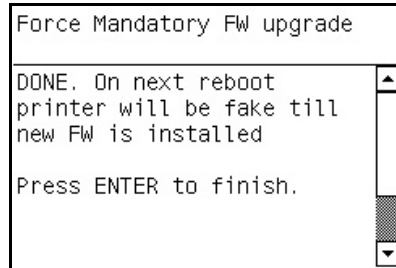 Force Mandatory FW upgrade
DONE. On next reboot
printer will be fake till
new FW is installed
Press ENTER to finish.